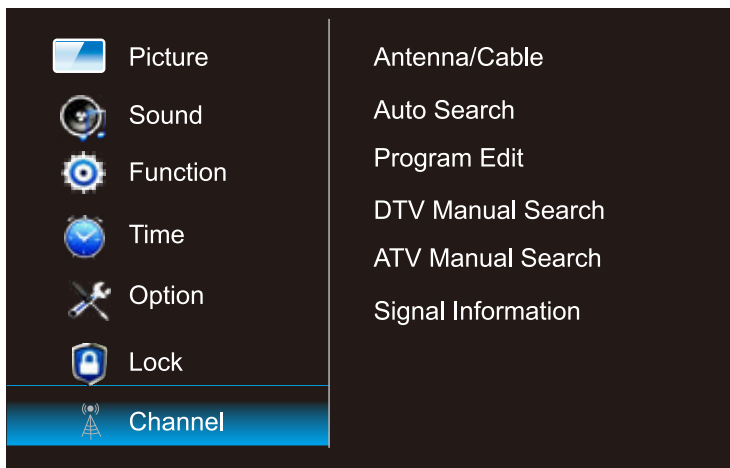 Picture
Sound
Function
Time
Option
Lock
Channel
Antenna/Cable
Auto Search
Program Edit
DTV Manual Search
ATV Manual Search
Signal Information